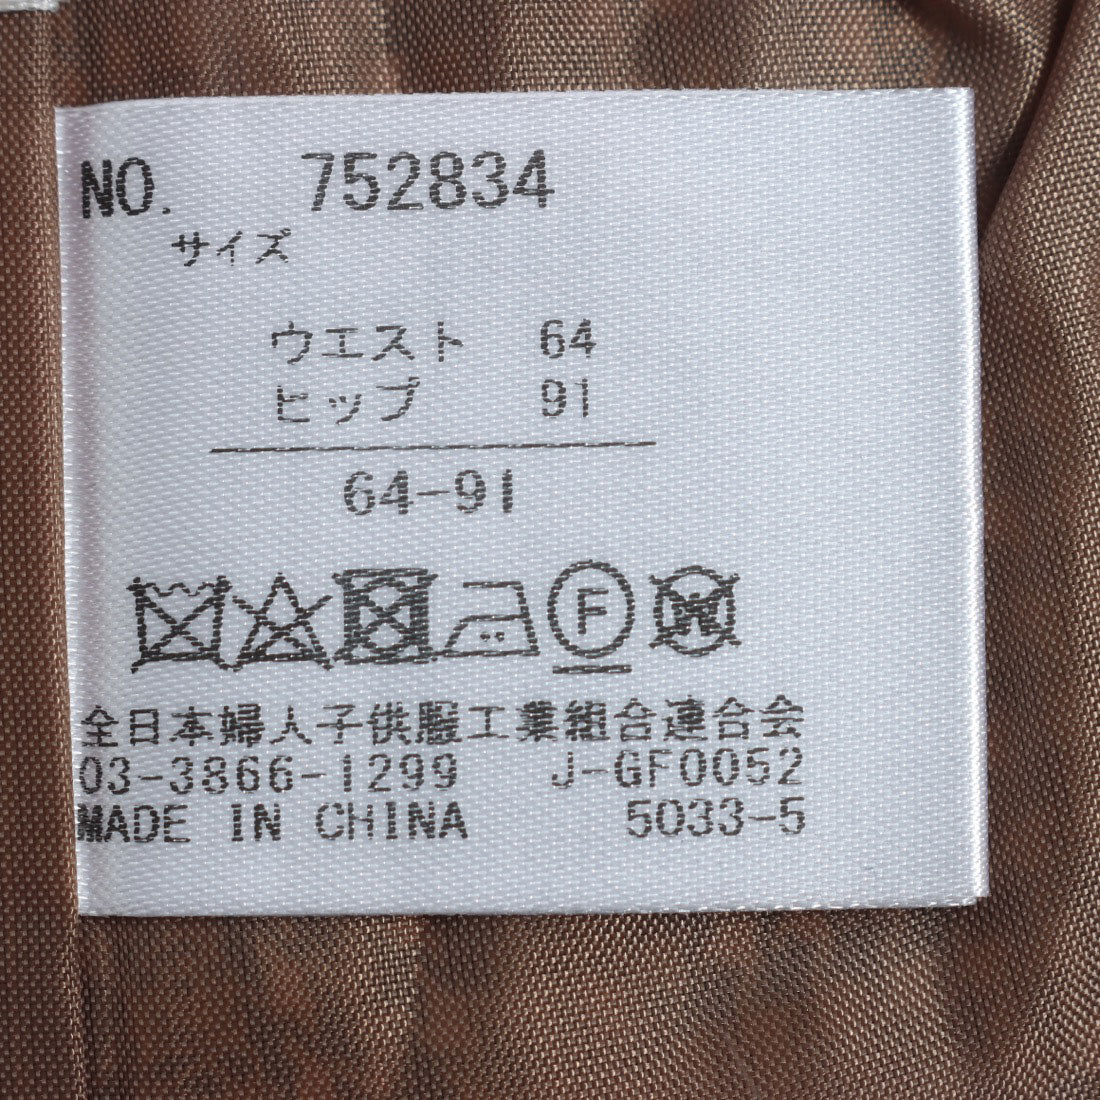 NO. 752834
サイズ
ウエスト 64
ヒップ 91
64-91
F
W
全日本婦人子供服工業組合連合会
03-3866-1299 J-GF0052
MADE IN CHINA 5033-5